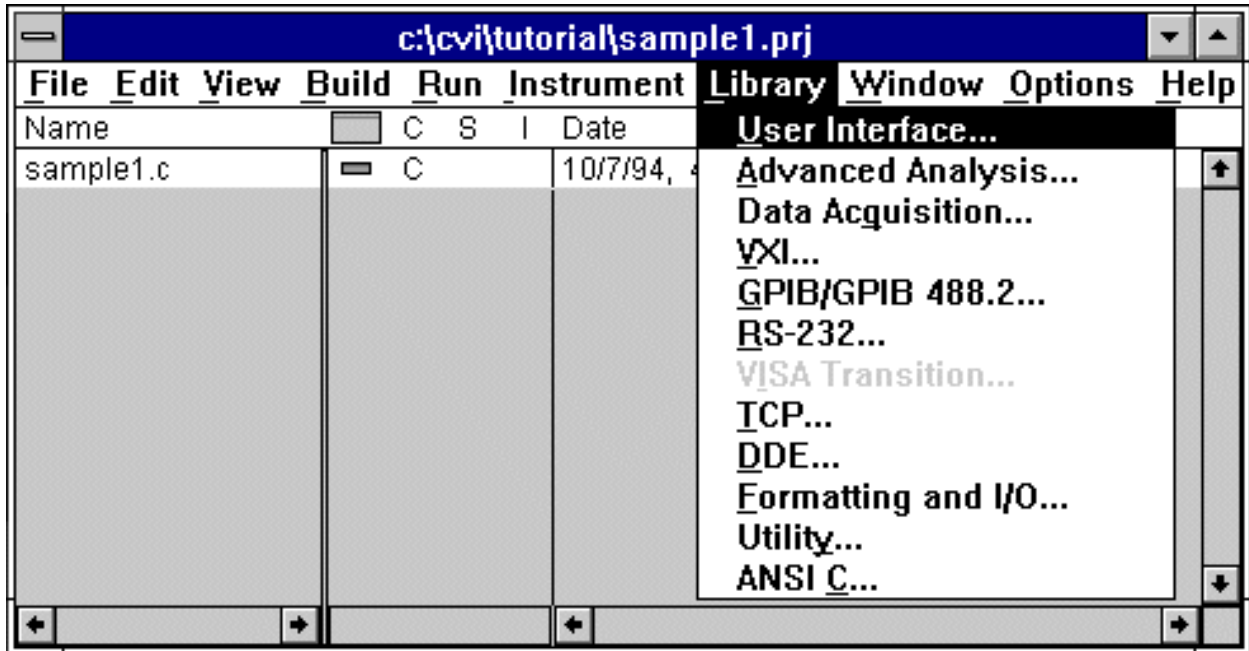 c:\cvi\tutorial\sample1.prj
File Edit View Build Run Instrument Library Window Options Help
Name C S I Date
User Interface...
sample1.c C 10/7/94,
Advanced Analysis...
Data Acquisition...
VXI...
GPIB/GPIB 488.2...
RS-232...
VISA Transition...
TCP...
DDE...
Formatting and I/O...
Utility...
ANSI C...